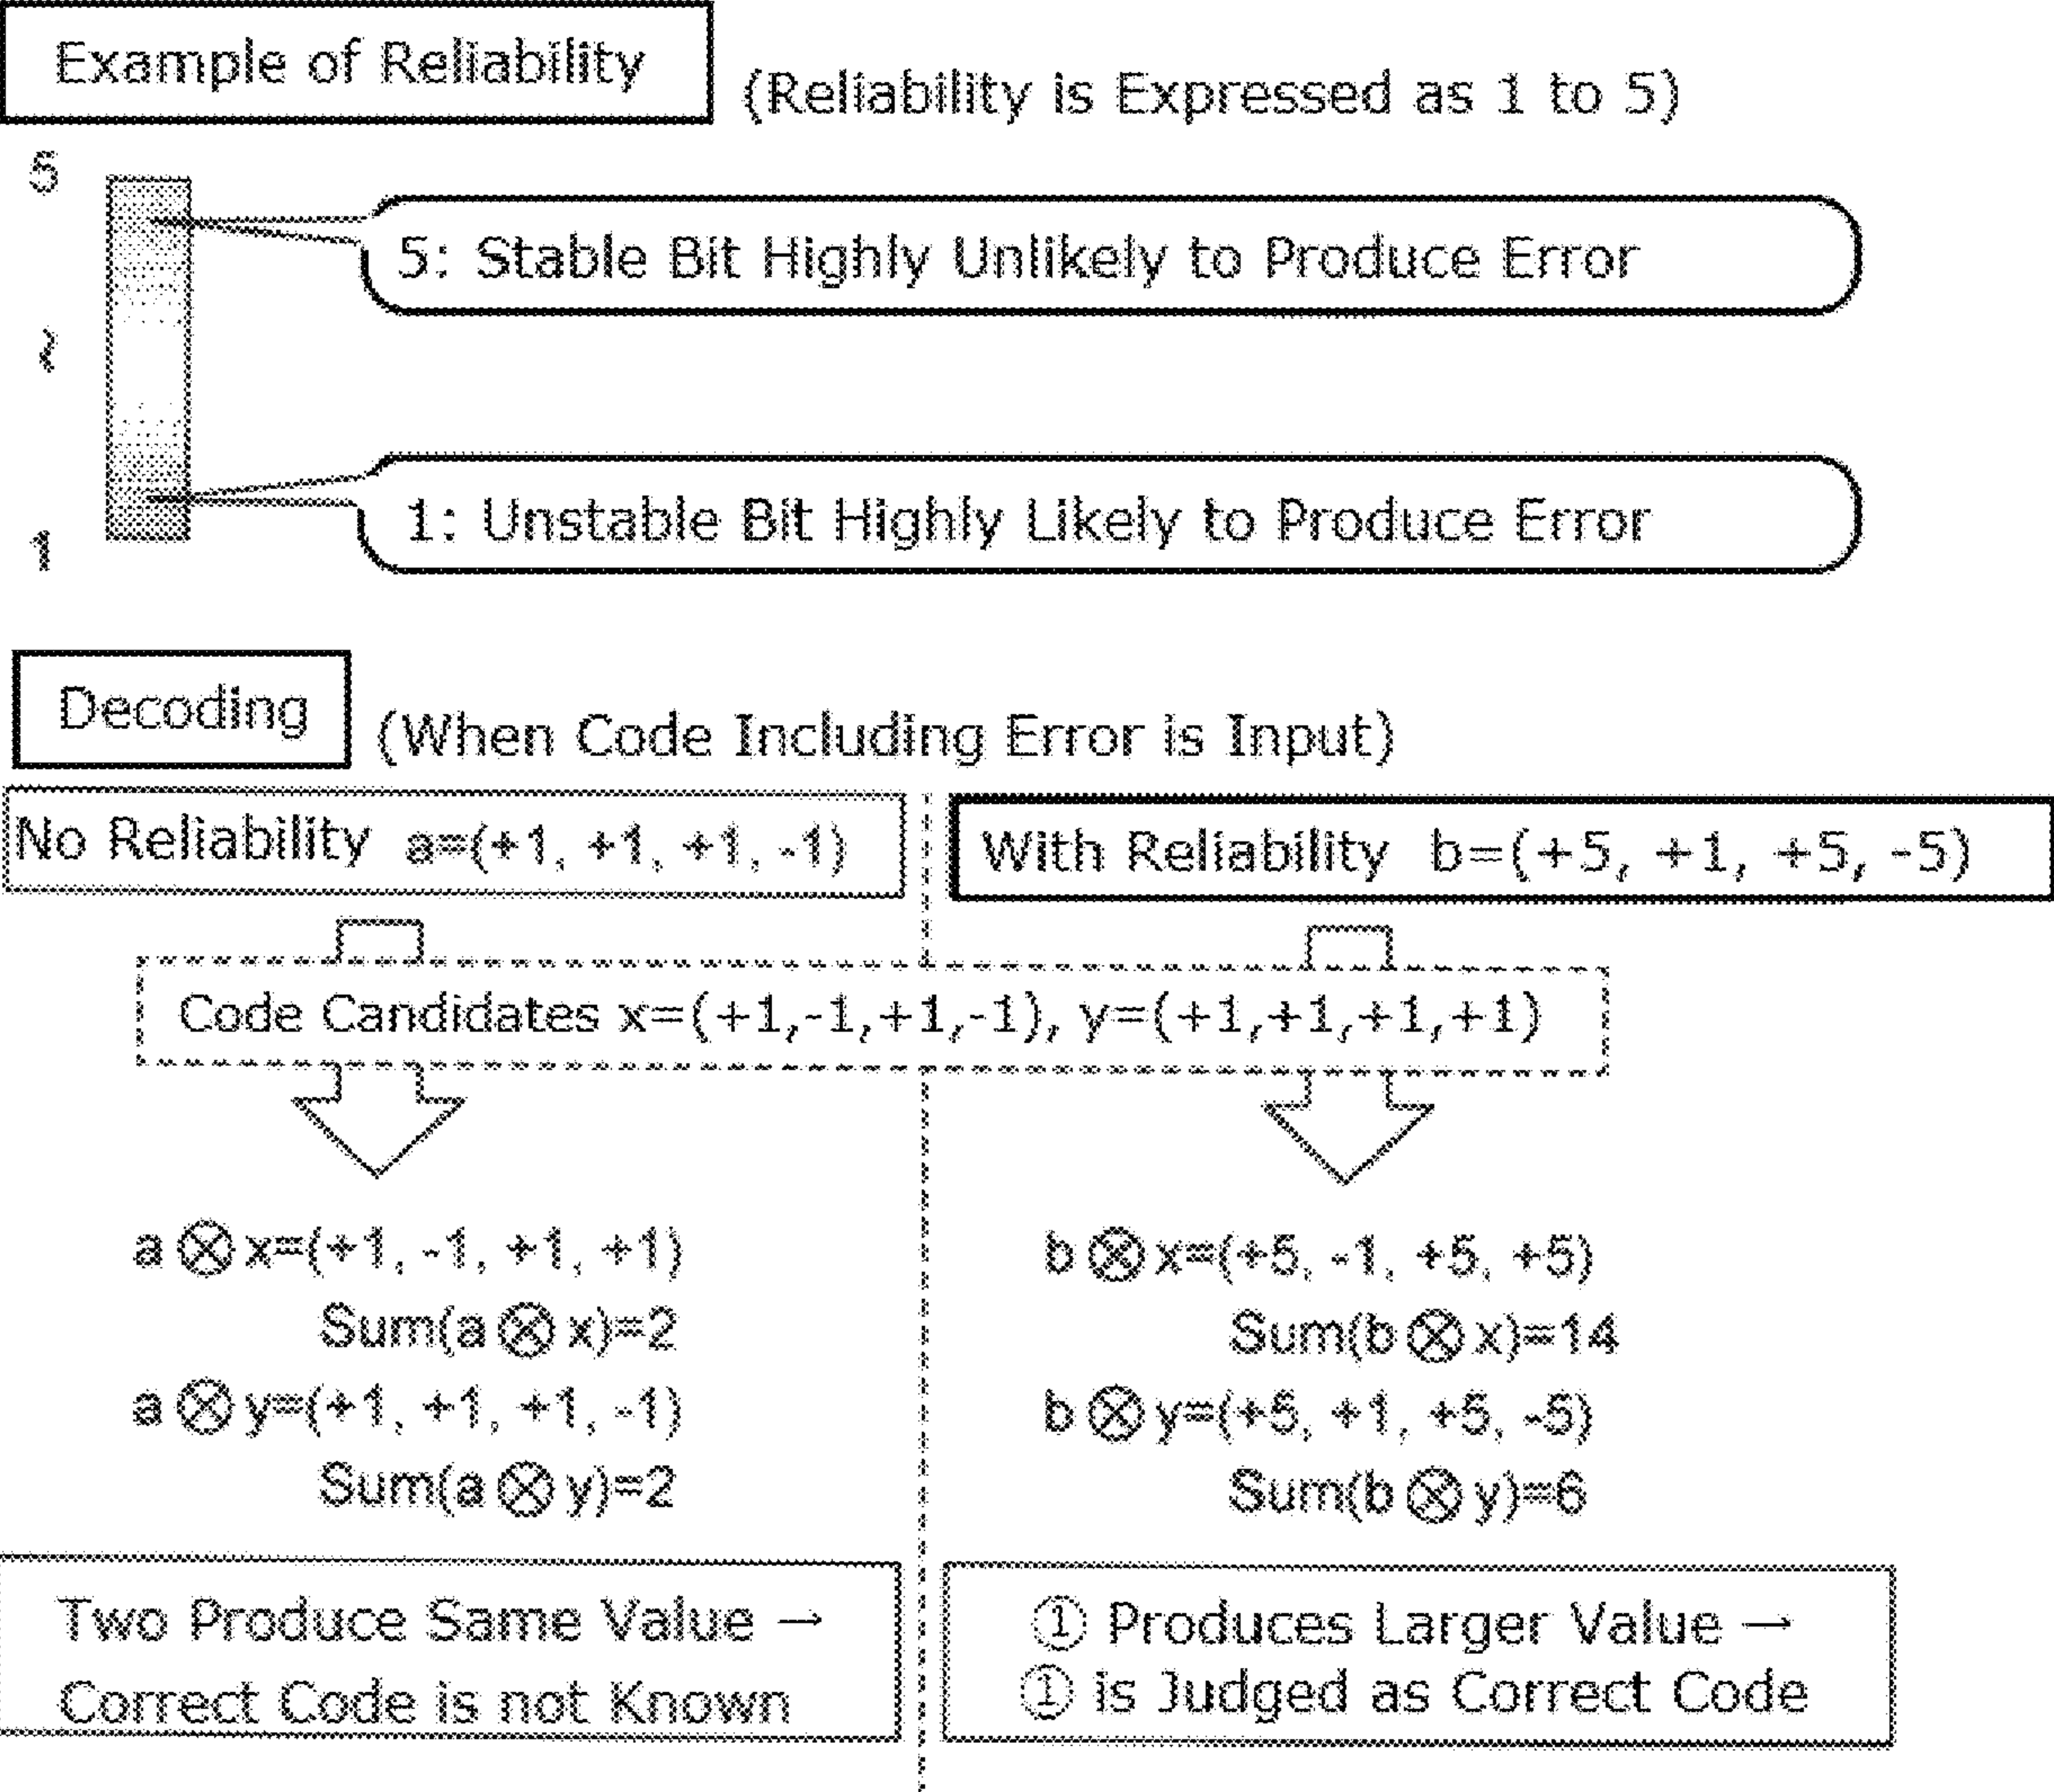 Example of Reliability
(Reliability is Expressed as 1 to 5)
5
5: Stable Bit Highly Unlikely to Produce Error
~
1: Unstable Bit Highly Likely to Produce Error
1
Decoding
(When Code Including Error is Input)
No Reliability a=(+1, +1, +1, -1)
With Reliability b=(+5, +1, +5, -5)
Code Candidates x=(+1,-1,+1,-1), y=(+1,+1,+1,+1)
a⊗x=(+1, -1, +1, +1)
Sum(a⊗x)=2
a⊗y=(+1, +1, +1, -1)
Sum(a⊗y)=2
Two Produce Same Value →
Correct Code is not Known
b⊗x=(+5, -1, +5, +5)
Sum(b⊗x)=14
b⊗y=(+5, +1, +5, -5)
Sum(b⊗y)=6
① Produces Larger Value →
① is Judged as Correct Code